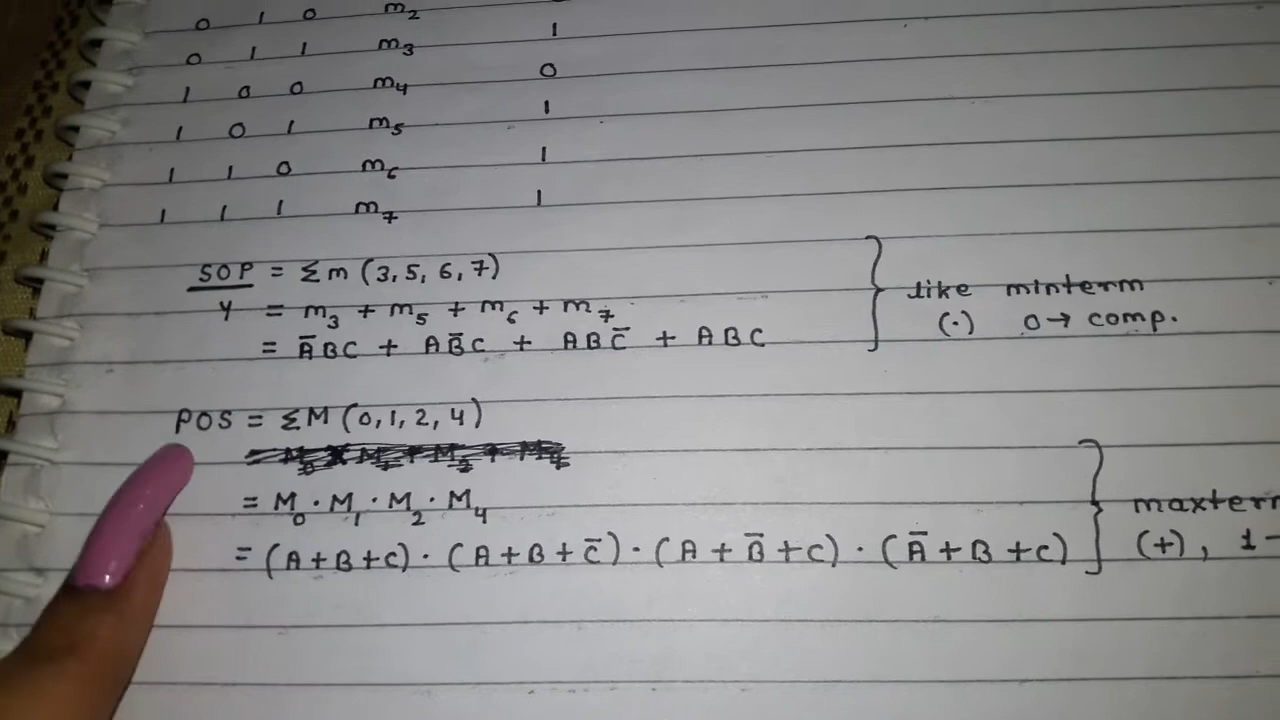 0 1 0 m2
0 1 1 m3 1
1 0 0 m4 0
1 0 1 m5 1
1 1 0 m6 1
1 1 1 m7 1
SOP = Σm (3, 5, 6, 7)
Y = m3 + m5 + m6 + m7
= A̅BC + AB̅C + ABC̅ + ABC
} like minterm
(·) 0→ comp.
POS = ΣM (0, 1, 2, 4)
= M0 · M1 · M2 · M4
= (A+B+C) · (A+B+C̅) · (A+B̅+C) · (A̅+B+C)
} maxter
(+), 1-